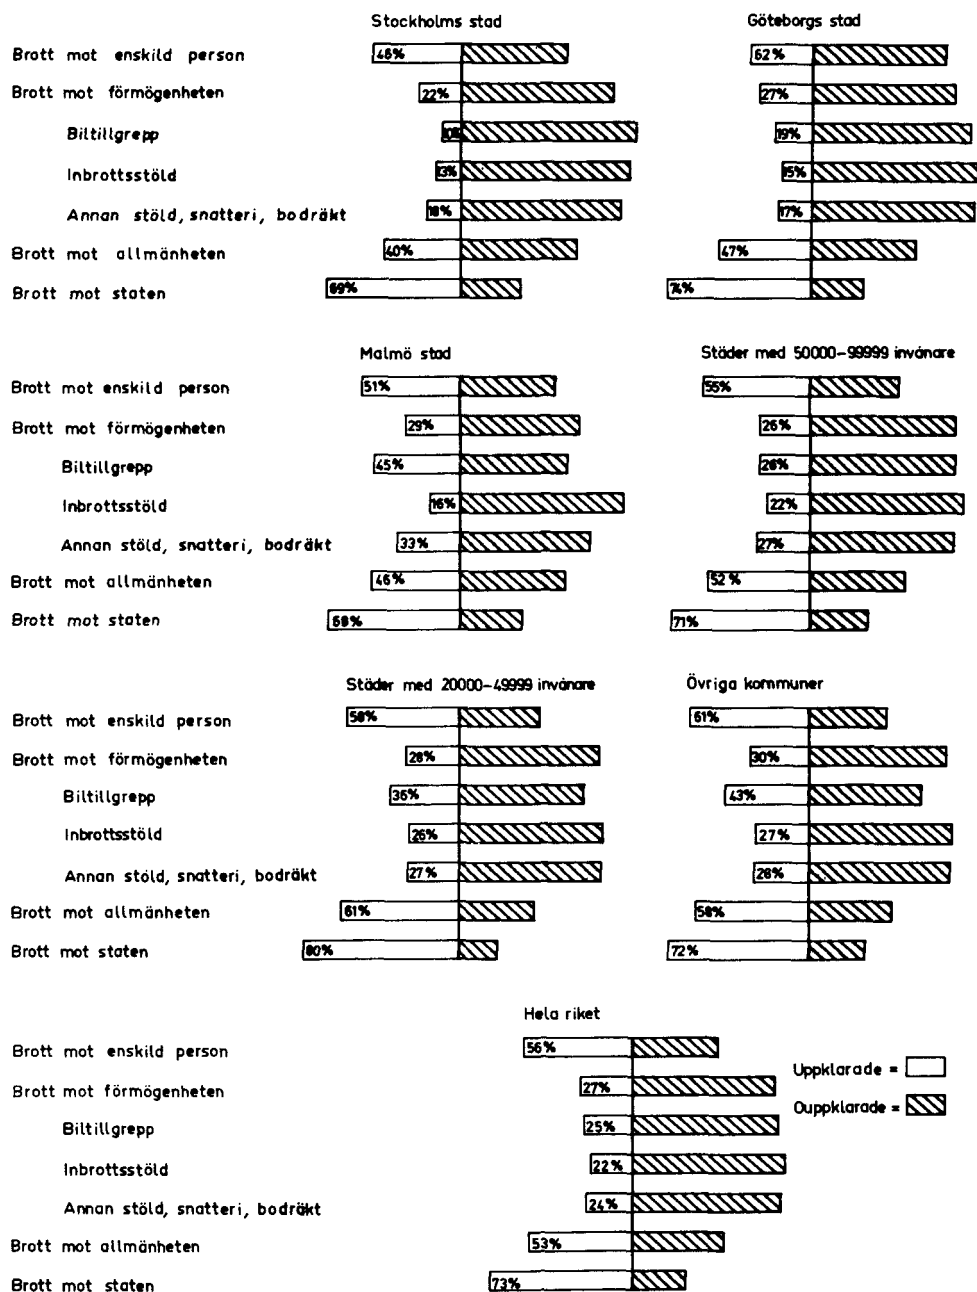 Stockholms stad Göteborgs stad
Brott mot enskild person 46% 62%
Brott mot förmögenheten 22% 27%
Biltillgrepp 10% 19%
Inbrottsstöld 13% 15%
Annan stöld, snatteri, bodräkt 18% 17%
Brott mot allmänheten 40% 47%
Brott mot staten 69% 74%
Malmö stad Städer med 50000-99999 invånare
Brott mot enskild person 51% 55%
Brott mot förmögenheten 29% 26%
Biltillgrepp 45% 26%
Inbrottsstöld 16% 22%
Annan stöld, snatteri, bodräkt 33% 27%
Brott mot allmänheten 46% 52%
Brott mot staten 68% 71%
Städer med 20000-49999 invånare Övriga kommuner
Brott mot enskild person 58% 61%
Brott mot förmögenheten 28% 30%
Biltillgrepp 36% 43%
Inbrottsstöld 26% 27%
Annan stöld, snatteri, bodräkt 27% 28%
Brott mot allmänheten 61% 58%
Brott mot staten 80% 72%
Hela riket
Brott mot enskild person 56%
Brott mot förmögenheten 27%
Biltillgrepp 25%
Inbrottsstöld 22%
Annan stöld, snatteri, bodräkt 24%
Brott mot allmänheten 53%
Brott mot staten 73%
Uppklarade =
Ouppklarade =